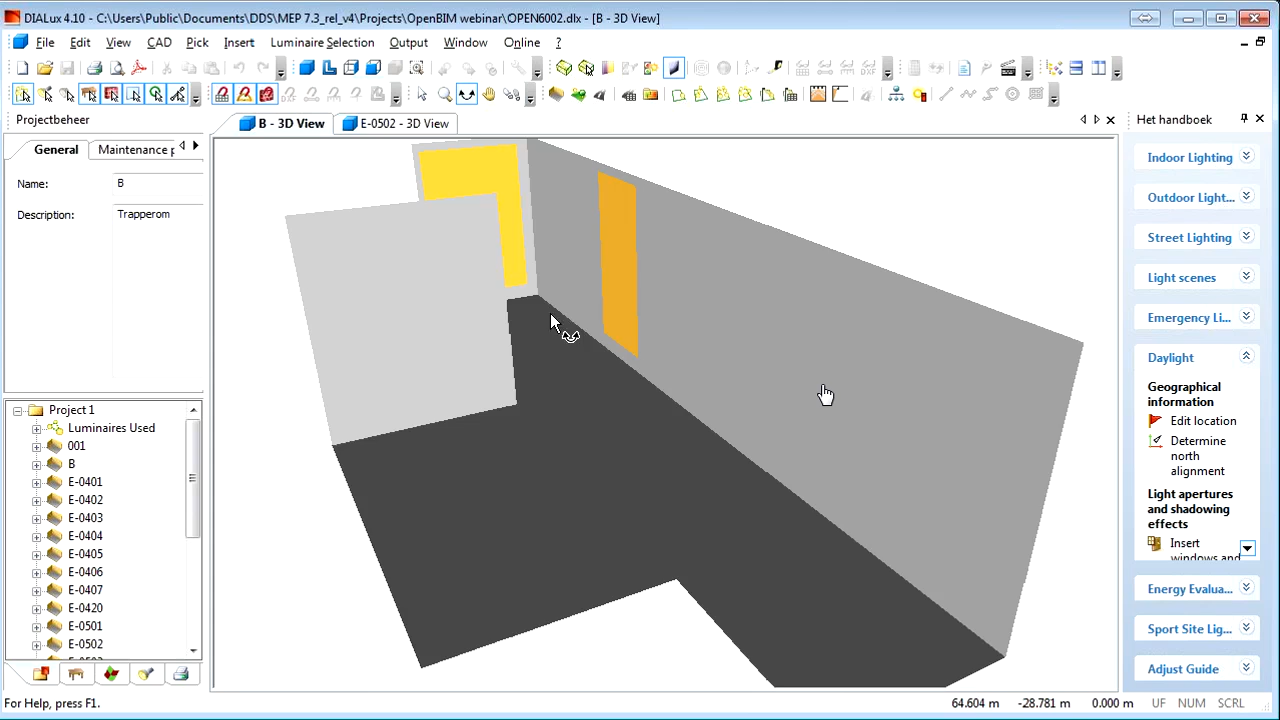 DIALux 4.10 - C:\Users\Public\Documents\DDS\MEP 7.3_rel_v4\Projects\OpenBIM webinar\OPEN6002.dlx - [B - 3D View]
File Edit View CAD Pick Insert Luminaire Selection Output Window Online ?
Projectbeheer
General
Maintenance p
Name: B
Description: Trapperom
Project 1
Luminaires Used
001
B
E-0401
E-0402
E-0403
E-0404
E-0405
E-0406
E-0407
E-0420
E-0501
E-0502
B - 3D View
E-0502 - 3D View
Het handboek
Indoor Lighting
Outdoor Light...
Street Lighting
Light scenes
Emergency Li...
Daylight
Geographical
information
Edit location
Determine
north
alignment
Light apertures
and shadowing
effects
Insert
windows and
Energy Evalua...
Sport Site Lig...
Adjust Guide
For Help, press F1.
64.604 m -28.781 m 0.000 m UF NUM SCRL